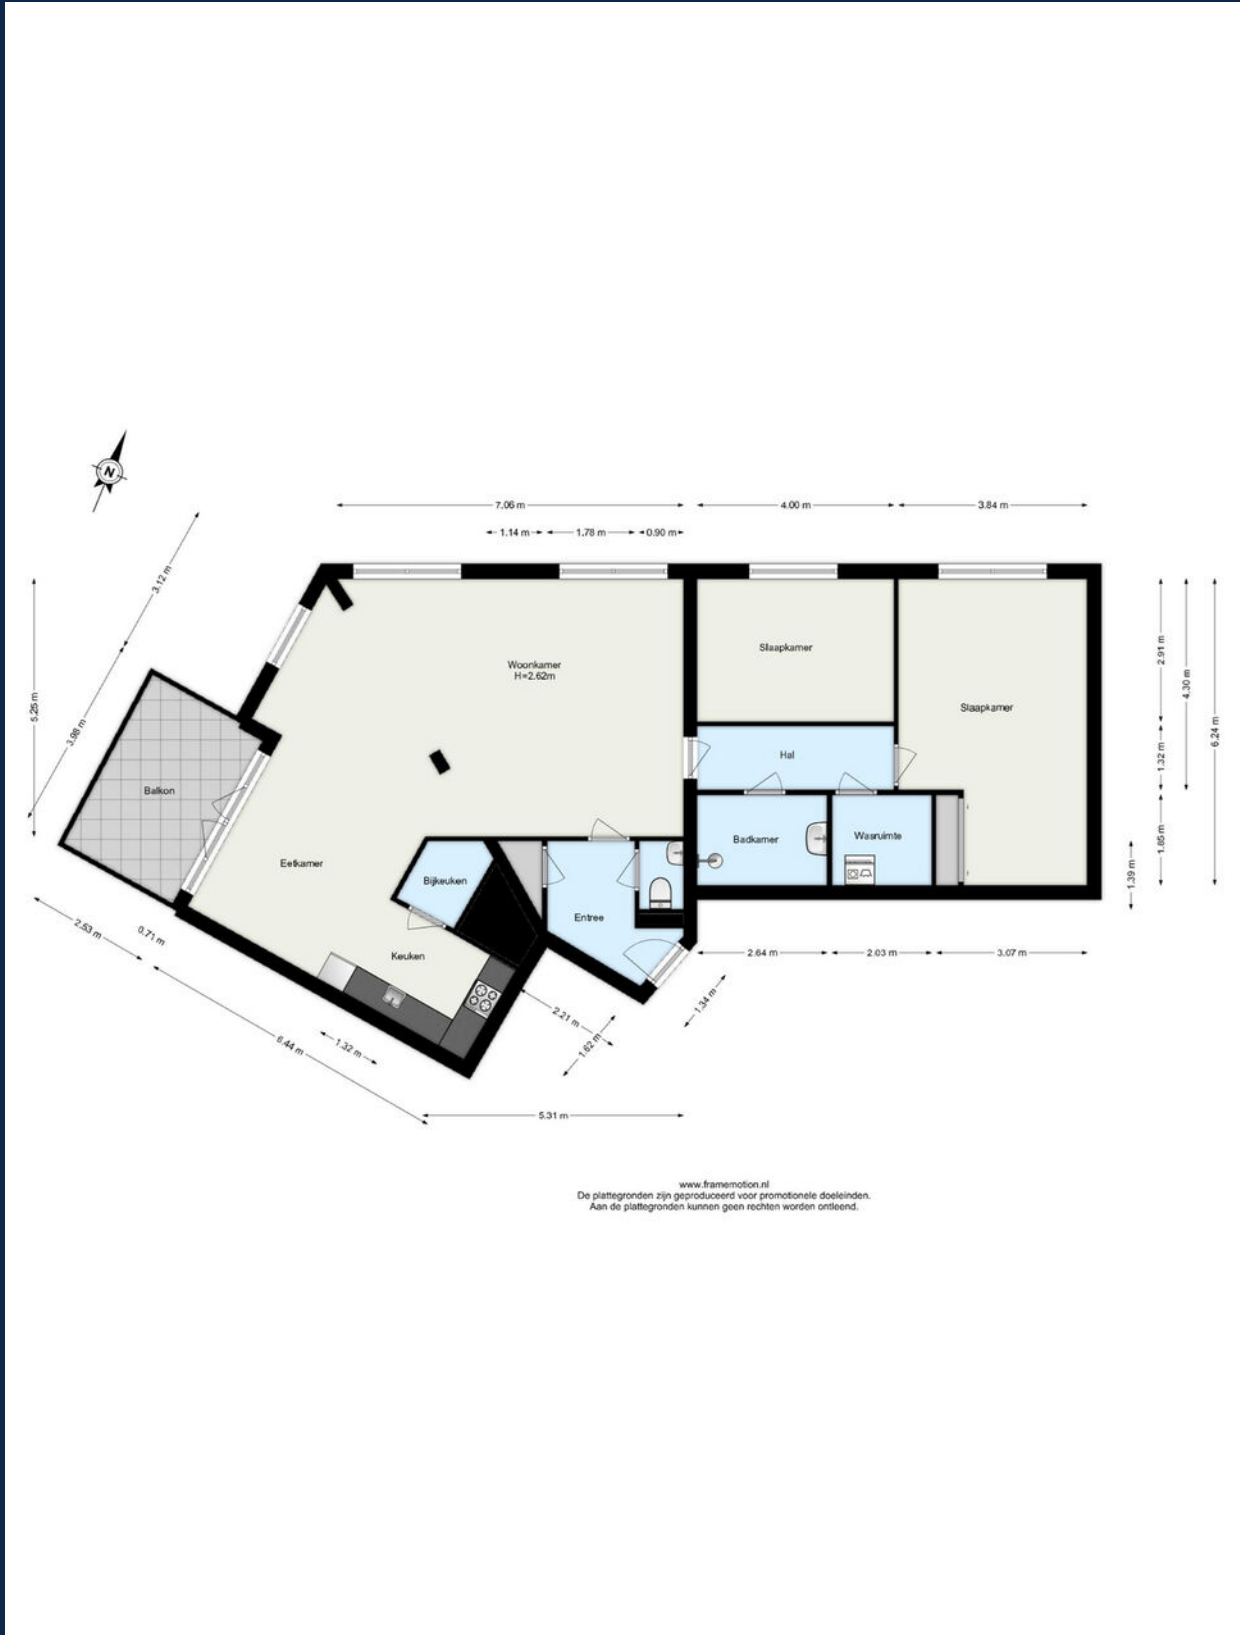 N
7.06 m
4.00 m
3.84 m
1.14 m
1.78 m
0.90 m
3.12 m
5.25 m
3.98 m
2.91 m
4.30 m
6.24 m
1.32 m
1.65 m
1.39 m
Woonkamer
H=2.62m
Slaapkamer
Slaapkamer
Hal
Balkon
Badkamer
Wasruimte
Eetkamer
Bijkeuken
Entree
Keuken
2.53 m
0.71 m
2.64 m
2.03 m
3.07 m
1.34 m
2.21 m
1.62 m
1.32 m
6.44 m
5.31 m
www.framemotion.nl
De plattegronden zijn geproduceerd voor promotionele doeleinden.
Aan de plattegronden kunnen geen rechten worden ontleend.